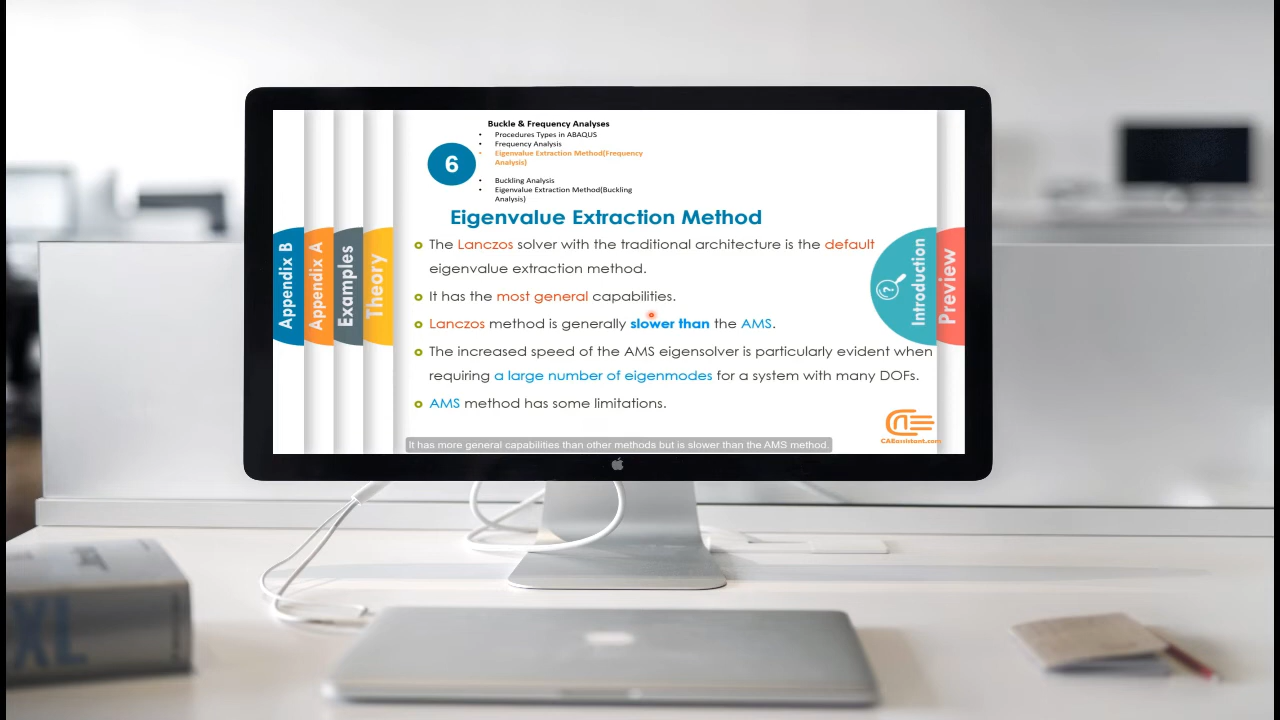 Buckle & Frequency Analyses
• Procedures Types in ABAQUS
• Frequency Analysis
• Eigenvalue Extraction Method(Frequency
Analysis)
6
• Buckling Analysis
• Eigenvalue Extraction Method(Buckling
Analysis)
Eigenvalue Extraction Method
The Lanczos solver with the traditional architecture is the default
eigenvalue extraction method.
It has the most general capabilities.
Lanczos method is generally slower than the AMS.
The increased speed of the AMS eigensolver is particularly evident when
requiring a large number of eigenmodes for a system with many DOFs.
AMS method has some limitations.
Appendix B
Appendix A
Examples
Theory
Introduction
Preview
CAEassistant.com
It has more general capabilities than other methods but is slower than the AMS method.
XL